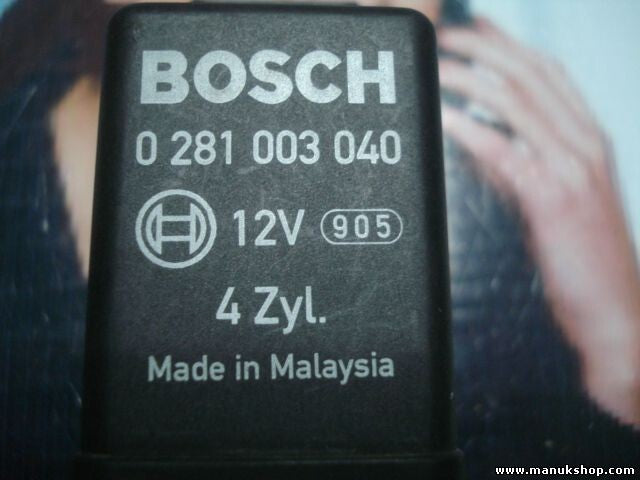 BOSCH
0 281 003 040
12V 905
4 Zyl.
Made in Malaysia
www.manukshop.com